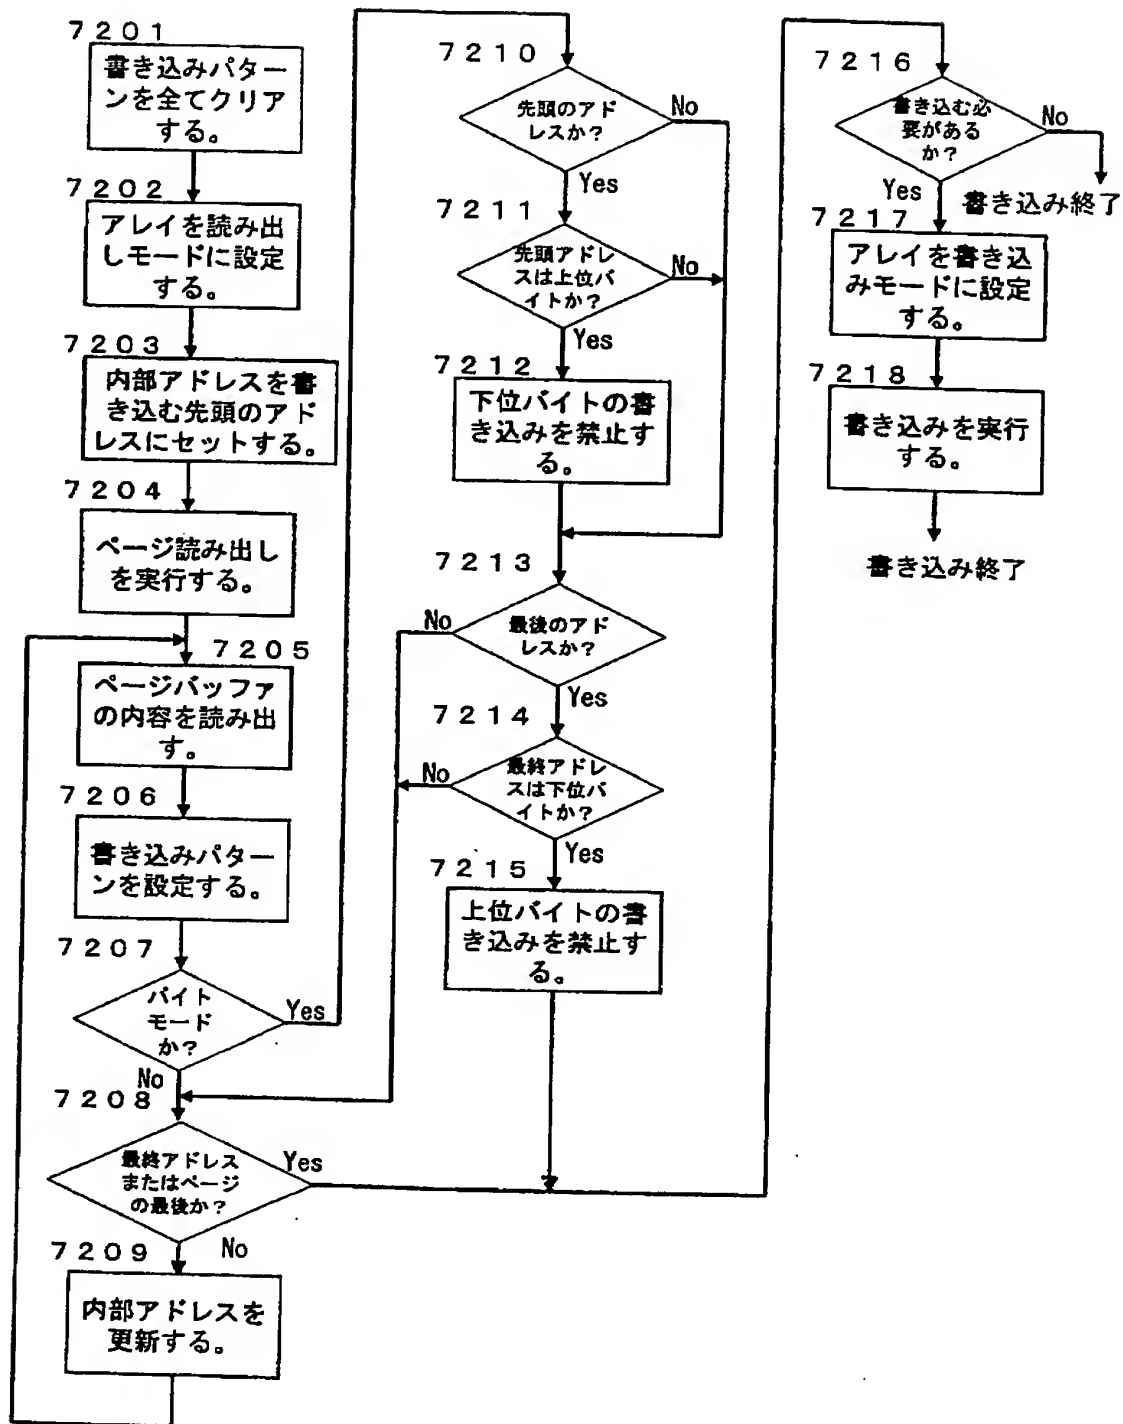 ７２０１
書き込みパター
ンを全てクリア
する。
７２０２
アレイを読み出
しモードに設定
する。
７２０３
内部アドレスを書
き込む先頭のアド
レスにセットする。
７２０４
ページ読み出し
を実行する。
７２０５
ページバッファ
の内容を読み出
す。
７２０６
書き込みパター
ンを設定する。
７２０７
バイト
モード
か？
Yes
No
７２０８
最終アドレス
またはページ
の最後か？
Yes
No
７２０９
内部アドレスを
更新する。
７２１０
先頭のアド
レスか？
No
Yes
７２１１
先頭アドレ
スは上位バ
イトか？
No
Yes
７２１２
下位バイトの書
き込みを禁止す
る。
７２１３
最後のアド
レスか？
No
Yes
７２１４
最終アドレ
スは下位バ
イトか？
No
Yes
７２１５
上位バイトの書
き込みを禁止す
る。
７２１６
書き込む必
要がある
か？
No
書き込み終了
Yes
７２１７
アレイを書き込
みモードに設定
する。
７２１８
書き込みを実行
する。
書き込み終了